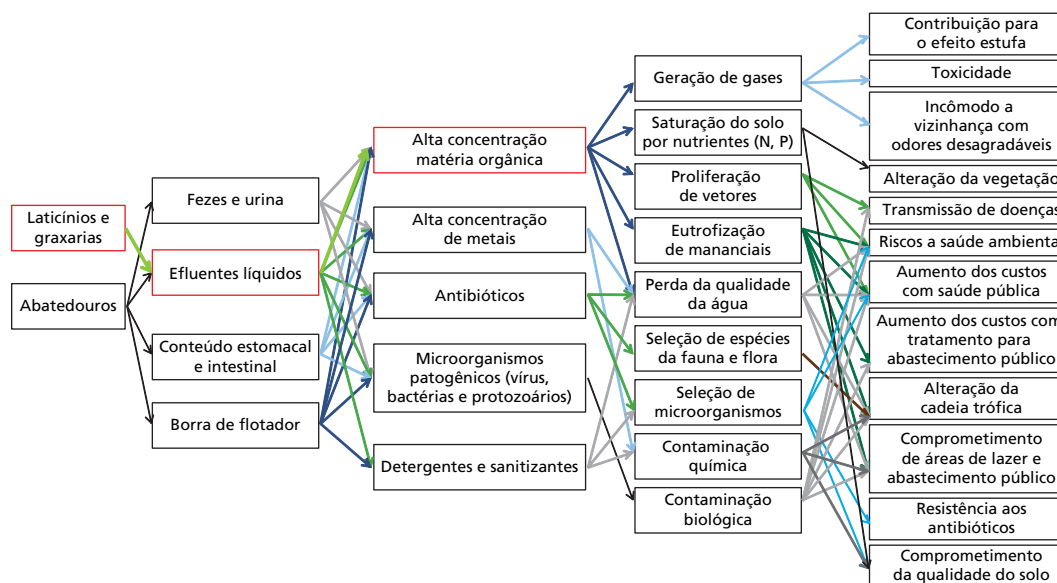 Laticínios e
graxarias
Abatedouros
Fezes e urina
Efluentes líquidos
Conteúdo estomacal
e intestinal
Borra de flotador
Alta concentração
matéria orgânica
Alta concentração
de metais
Antibióticos
Microorganismos
patogênicos (vírus,
bactérias e protozoários)
Detergentes e sanitizantes
Geração de gases
Saturação do solo
por nutrientes (N, P)
Proliferação
de vetores
Eutrofização
de mananciais
Perda da qualidade
da água
Seleção de espécies
da fauna e flora
Seleção de
microorganismos
Contaminação
química
Contaminação
biológica
Contribuição para
o efeito estufa
Toxicidade
Incômodo a
vizinhança com
odores desagradáveis
Alteração da vegetação
Transmissão de doenças
Riscos a saúde ambiental
Aumento dos custos
com saúde pública
Aumento dos custos com
tratamento para
abastecimento público
Alteração da
cadeia trófica
Comprometimento
de áreas de lazer e
abastecimento público
Resistência aos
antibióticos
Comprometimento
da qualidade do solo